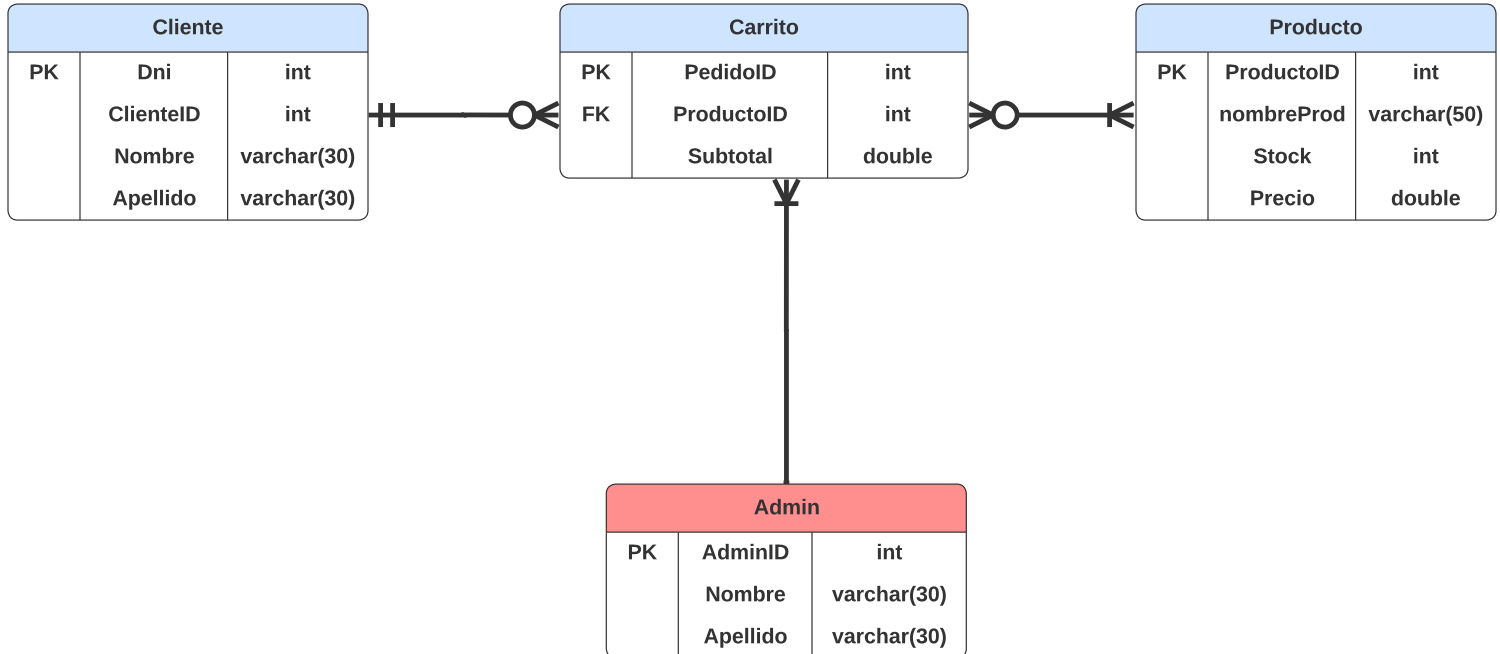 Cliente
PK Dni int
ClienteID int
Nombre varchar(30)
Apellido varchar(30)
Carrito
PK PedidoID int
FK ProductoID int
Subtotal double
Producto
PK ProductoID int
nombreProd varchar(50)
Stock int
Precio double
Admin
PK AdminID int
Nombre varchar(30)
Apellido varchar(30)